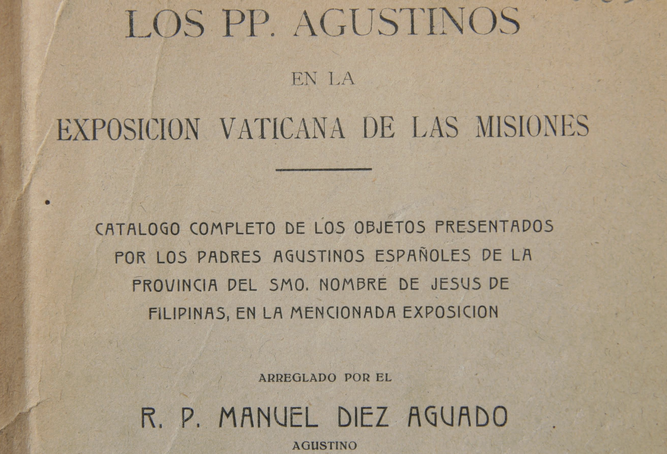 LOS PP. AGUSTINOS
EN LA
EXPOSICION VATICANA DE LAS MISIONES
CATALOGO COMPLETO DE LOS OBJETOS PRESENTADOS
POR LOS PADRES AGUSTINOS ESPAÑOLES DE LA
PROVINCIA DEL SMO. NOMBRE DE JESUS DE
FILIPINAS, EN LA MENCIONADA EXPOSICION
ARREGLADO POR EL
R. P. MANUEL DIEZ AGUADO
AGUSTINO